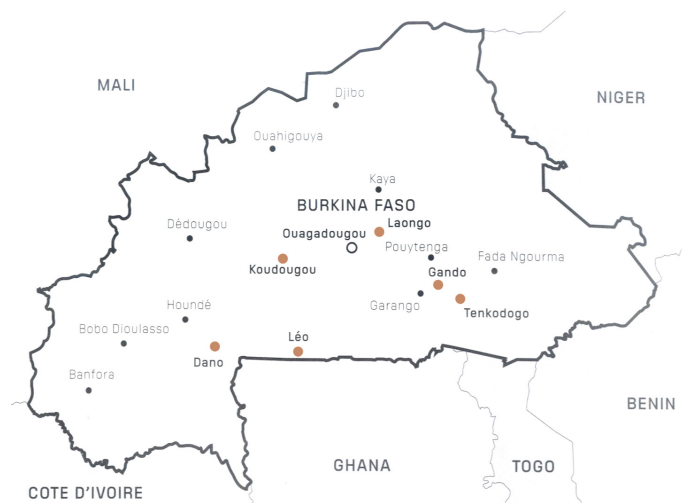 MALI
Djibo
NIGER
Ouahigouya
Kaya
BURKINA FASO
Dédougou
Laongo
Ouagadougou
Pouytenga
Fada Ngourma
Koudougou
Gando
Garango
Tenkodogo
Houndé
Bobo Dioulasso
Léo
Dano
Banfora
BENIN
GHANA
TOGO
COTE D'IVOIRE